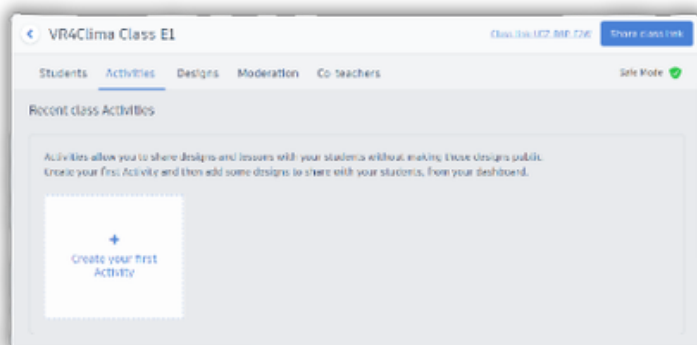 VR4Clima Class E1
Class link Share class link
Students Activities Designs Moderation Co-teachers Safe Mode
Recent class Activities
Activities allow you to share designs and lessons with your students without making those designs public.
Create your first Activity and then add some designs to share with your students, from your dashboard.
+
Create your first
Activity